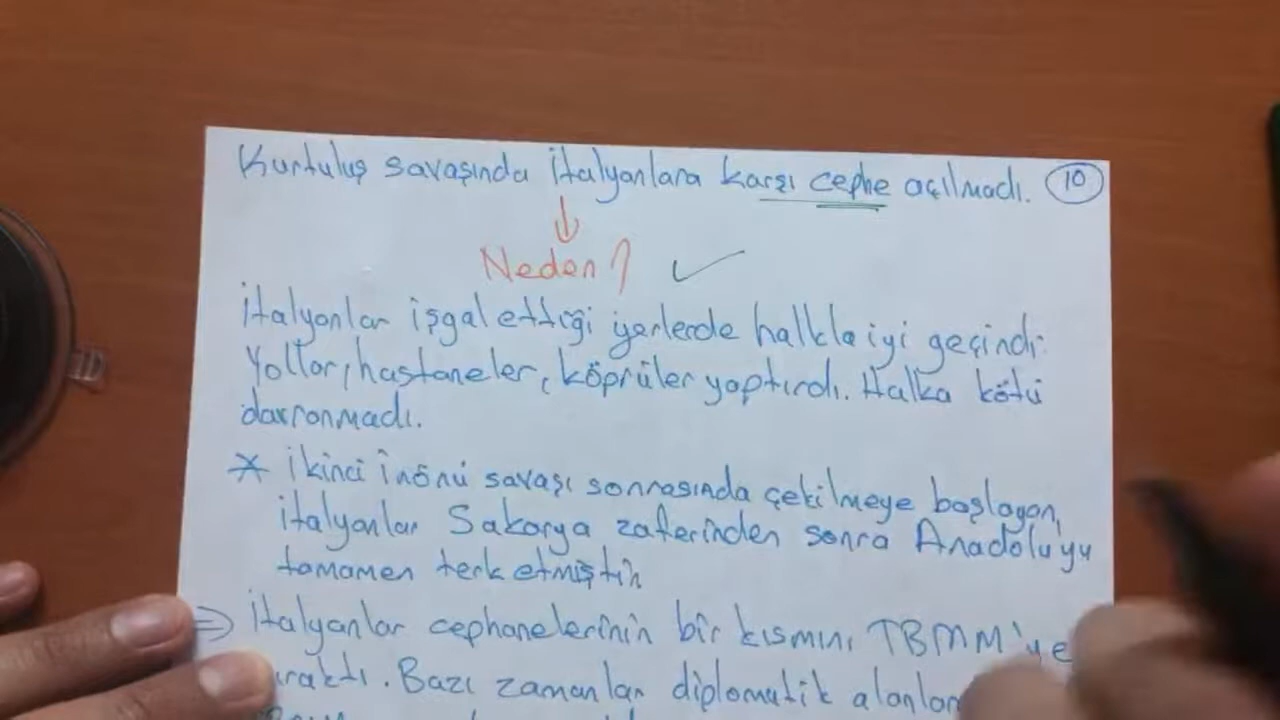 Kurtuluş savaşında İtalyanlara karşı cephe açılmadı. 10
Neden?
İtalyanlar işgal ettiği yerlerde halkla iyi geçindi.
Yollar, hastaneler, köprüler yaptırdı. Halka kötü
davranmadı.
* İkinci İnönü savaşı sonrasında çekilmeye başlayan,
İtalyanlar Sakarya zaferinden sonra Anadolu'yu
tamamen terk etmiştir.
⇒ İtalyanlar cephanelerinin bir kısmını TBMM'ye
Bazı zamanlar diplomatik